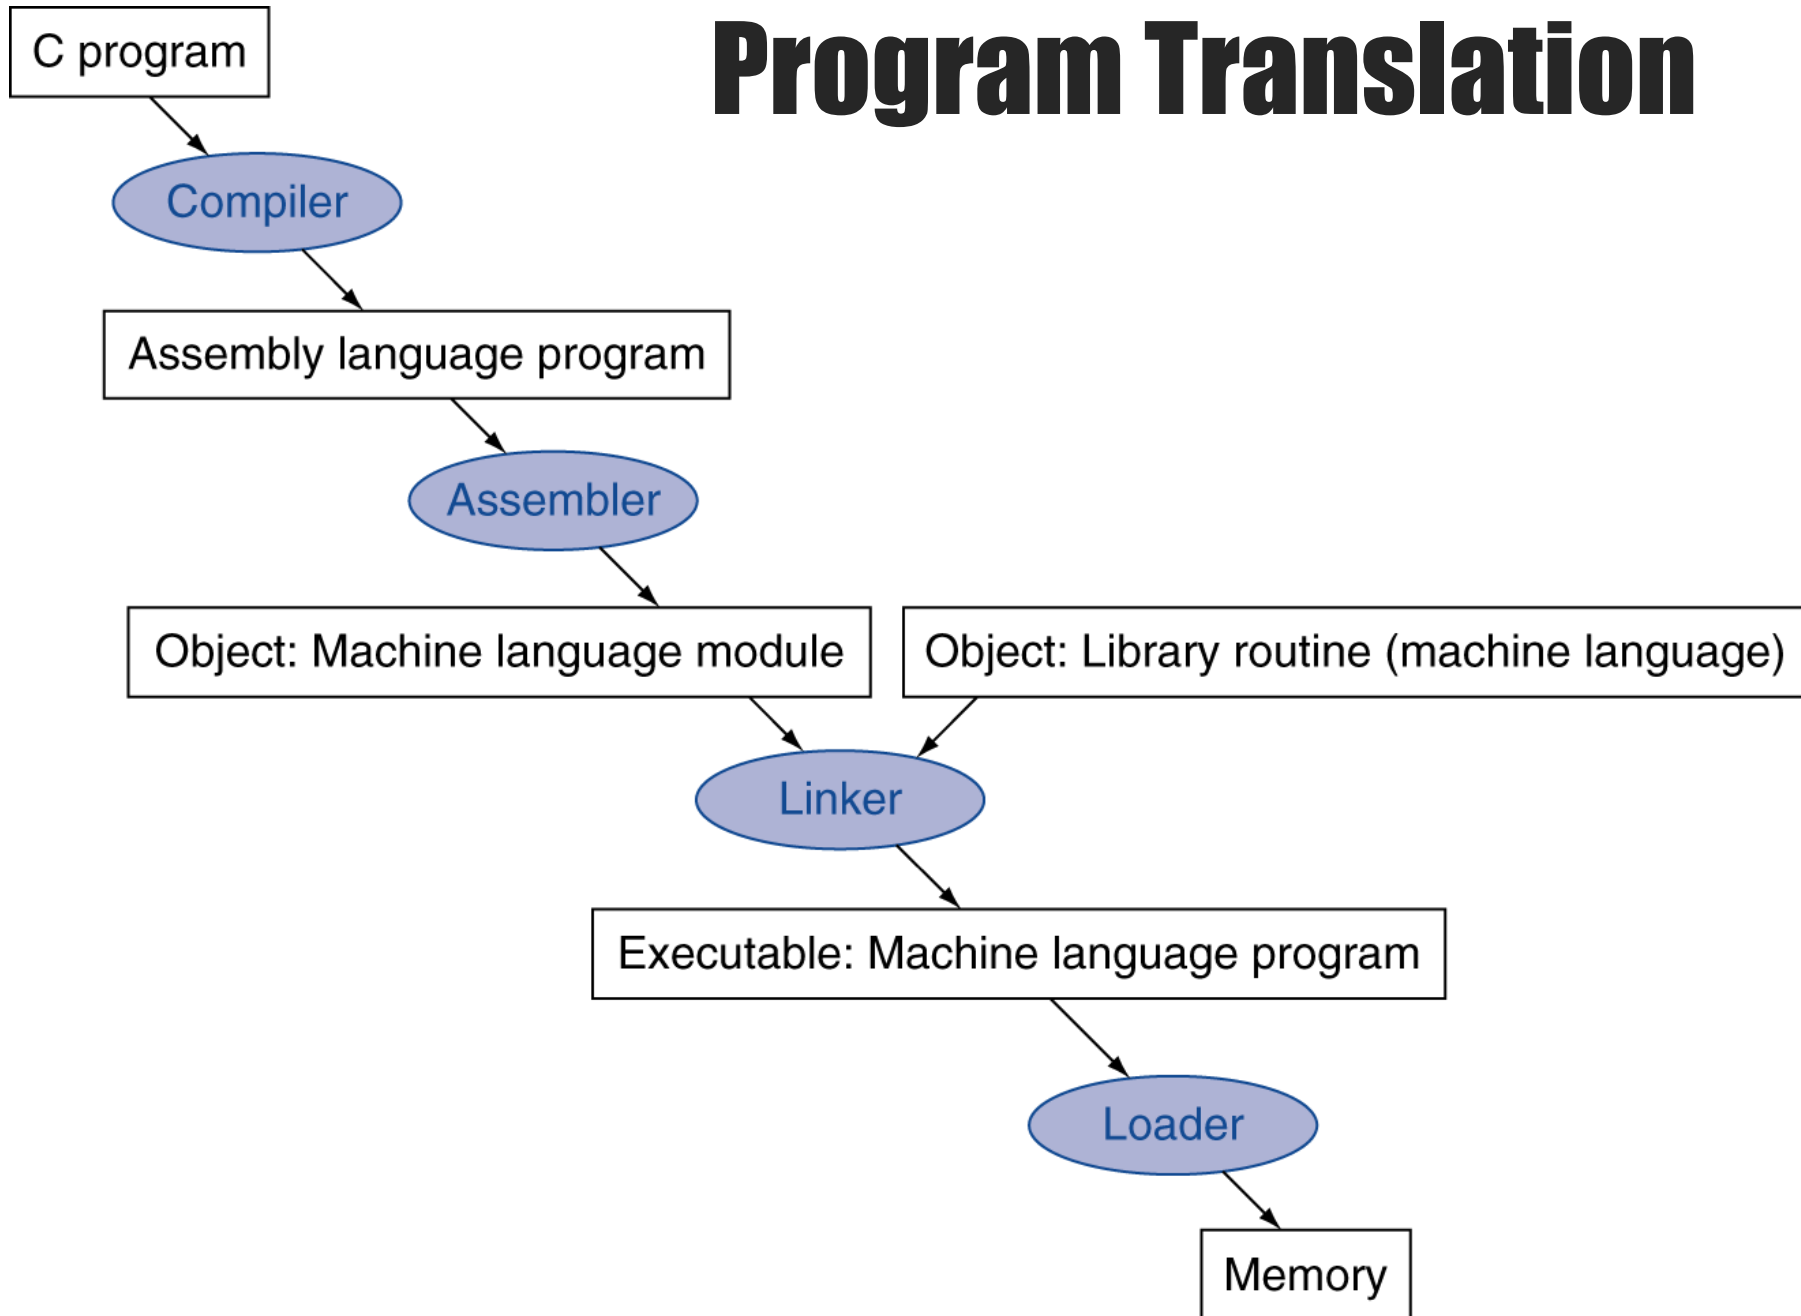 Program Translation
C program
Compiler
Assembly language program
Assembler
Object: Machine language module
Object: Library routine (machine language)
Linker
Executable: Machine language program
Loader
Memory